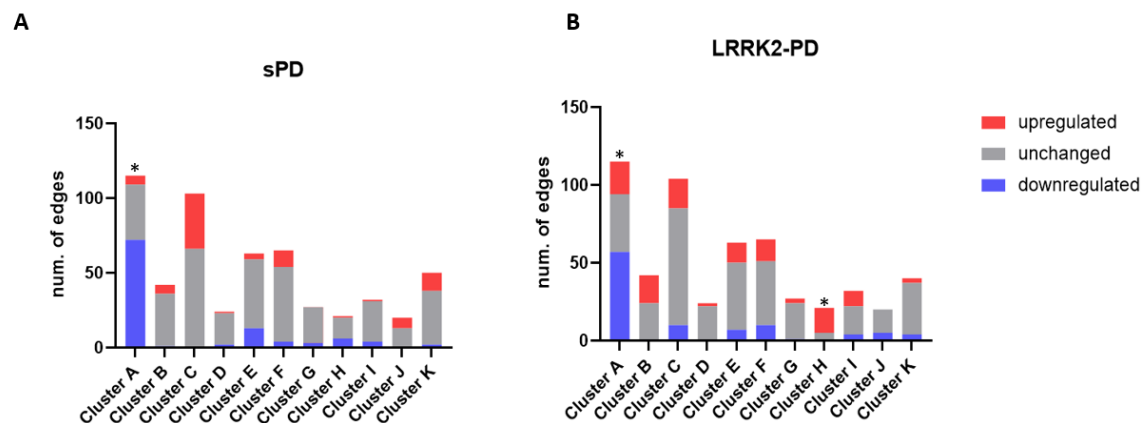 A
sPD
num. of edges
150
100
50
0
*
Cluster A
Cluster B
Cluster C
Cluster D
Cluster E
Cluster F
Cluster G
Cluster H
Cluster I
Cluster J
Cluster K
B
LRRK2-PD
num. of edges
150
100
50
0
*
*
Cluster A
Cluster B
Cluster C
Cluster D
Cluster E
Cluster F
Cluster G
Cluster H
Cluster I
Cluster J
Cluster K
upregulated
unchanged
downregulated